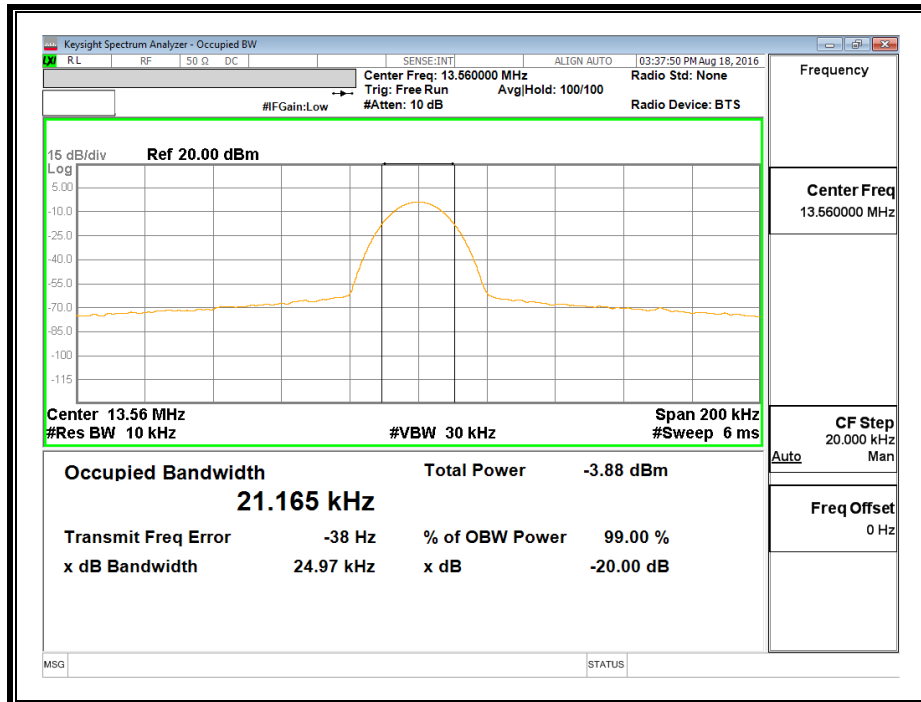 Keysight Spectrum Analyzer - Occupied BW
LXI RL RF 50 Ω DC SENSE:INT ALIGN AUTO 03:37:50 PM Aug 18, 2016
Center Freq: 13.560000 MHz Radio Std: None
Trig: Free Run Avg|Hold: 100/100
#IFGain:Low #Atten: 10 dB Radio Device: BTS
15 dB/div Ref 20.00 dBm
Log
5.00
-10.0
-25.0
-40.0
-55.0
-70.0
-85.0
-100
-115
Center 13.56 MHz Span 200 kHz
#Res BW 10 kHz #VBW 30 kHz #Sweep 6 ms
Occupied Bandwidth Total Power -3.88 dBm
21.165 kHz
Transmit Freq Error -38 Hz % of OBW Power 99.00 %
x dB Bandwidth 24.97 kHz x dB -20.00 dB
MSG STATUS
Frequency
Center Freq
13.560000 MHz
CF Step
20.000 kHz
Auto Man
Freq Offset
0 Hz